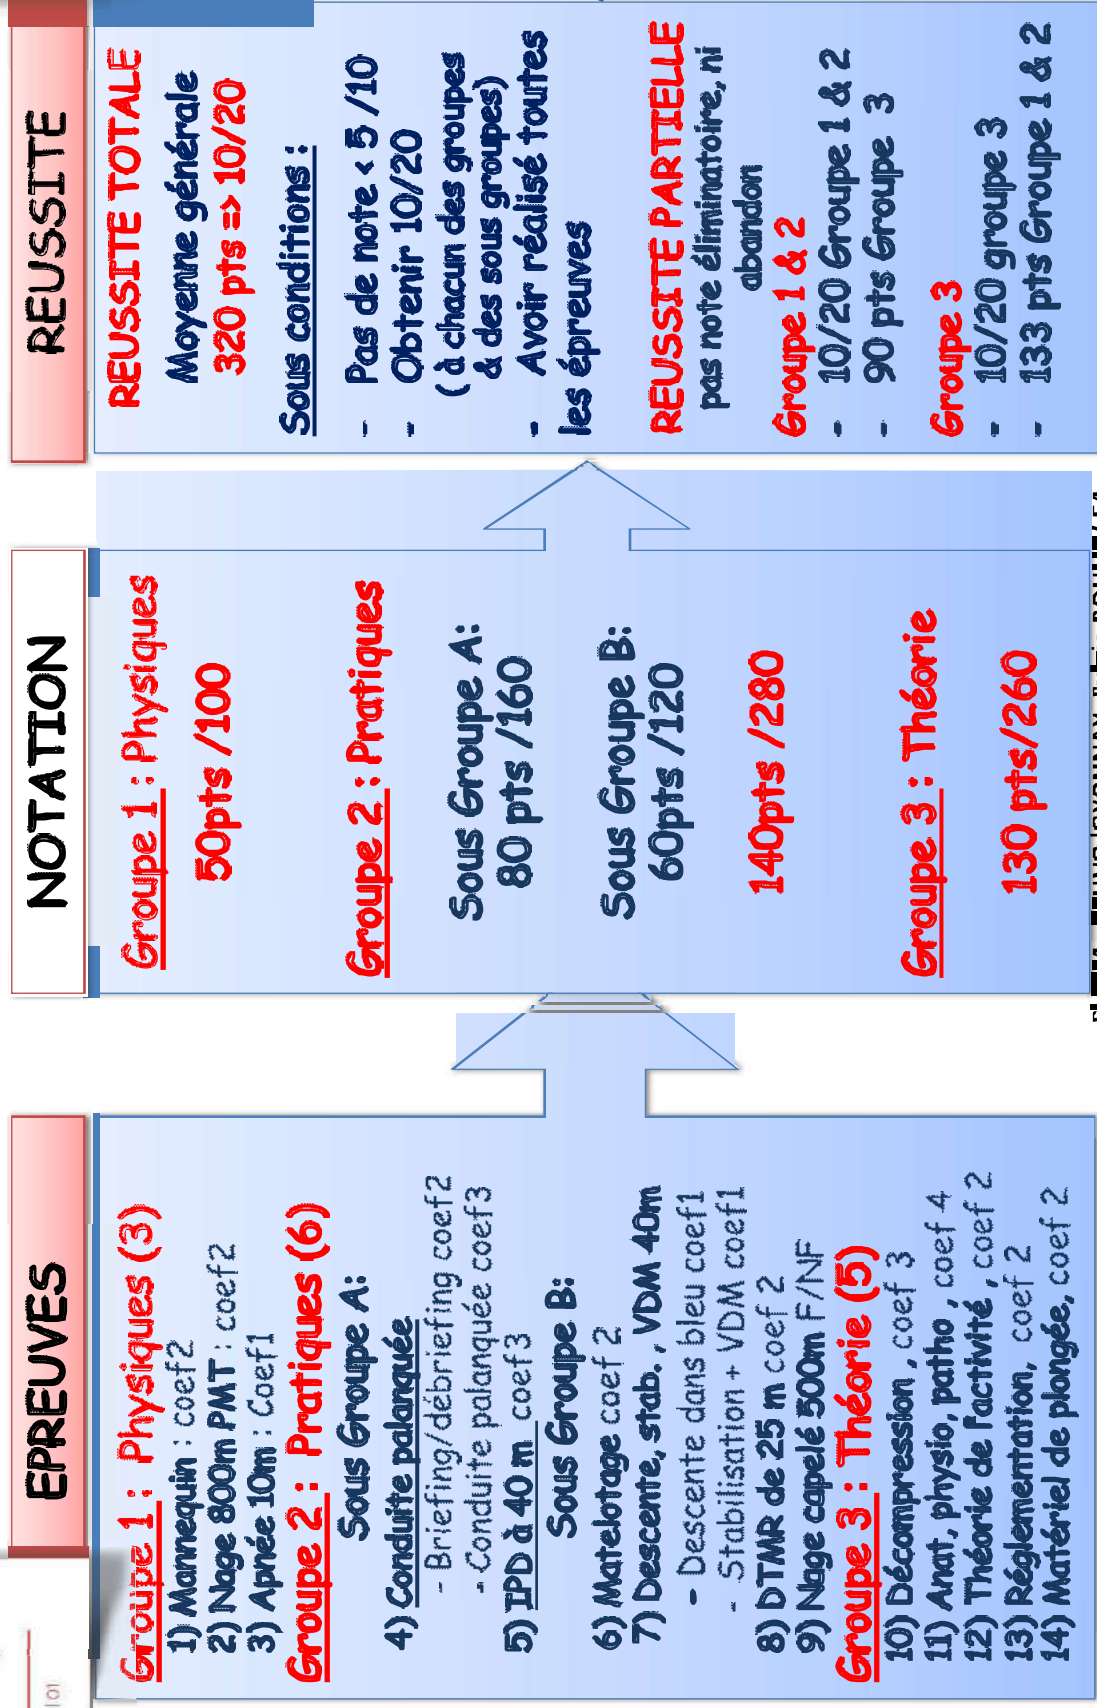 EPREUVES
Groupe 1 : Physiques (3)
1) Mannequin : coef2
2) Nage 800m PMT : coef2
3) Apnée 10m : Coef1
Groupe 2 : Pratiques (6)
Sous Groupe A:
4) Conduite palanquée
- Briefing/débriefing coef2
- Conduite palanquée coef3
5) IPD à 40 m coef3
Sous Groupe B:
6) Matelotage coef 2
7) Descente, stab., VDM 40m
- Descente dans bleu coef1
- Stabilisation + VDM coef1
8) DTMR de 25 m coef 2
9) Nage capelé 500m F/NF
Groupe 3 : Théorie (5)
10) Décompression , coef 3
11) Anat, physio, patho , coef 4
12) Théorie de l'activité , coef 2
13) Réglementation, coef 2
14) Matériel de plongée, coef 2
NOTATION
Groupe 1 : Physiques
50pts /100
Groupe 2 : Pratiques
Sous Groupe A:
80 pts /160
Sous Groupe B:
60pts /120
140pts /280
Groupe 3 : Théorie
130 pts/260
REUSSITE
REUSSITE TOTALE
Moyenne générale
320 pts => 10/20
Sous conditions :
- Pas de note < 5 /10
- Obtenir 10/20
( à chacun des groupes
& des sous groupes)
- Avoir réalisé toutes
les épreuves
REUSSITE PARTIELLE
pas note éliminatoire, ni
abandon
Groupe 1 & 2
- 10/20 Groupe 1 & 2
- 90 pts Groupe 3
Groupe 3
- 10/20 groupe 3
- 133 pts Groupe 1 & 2
01